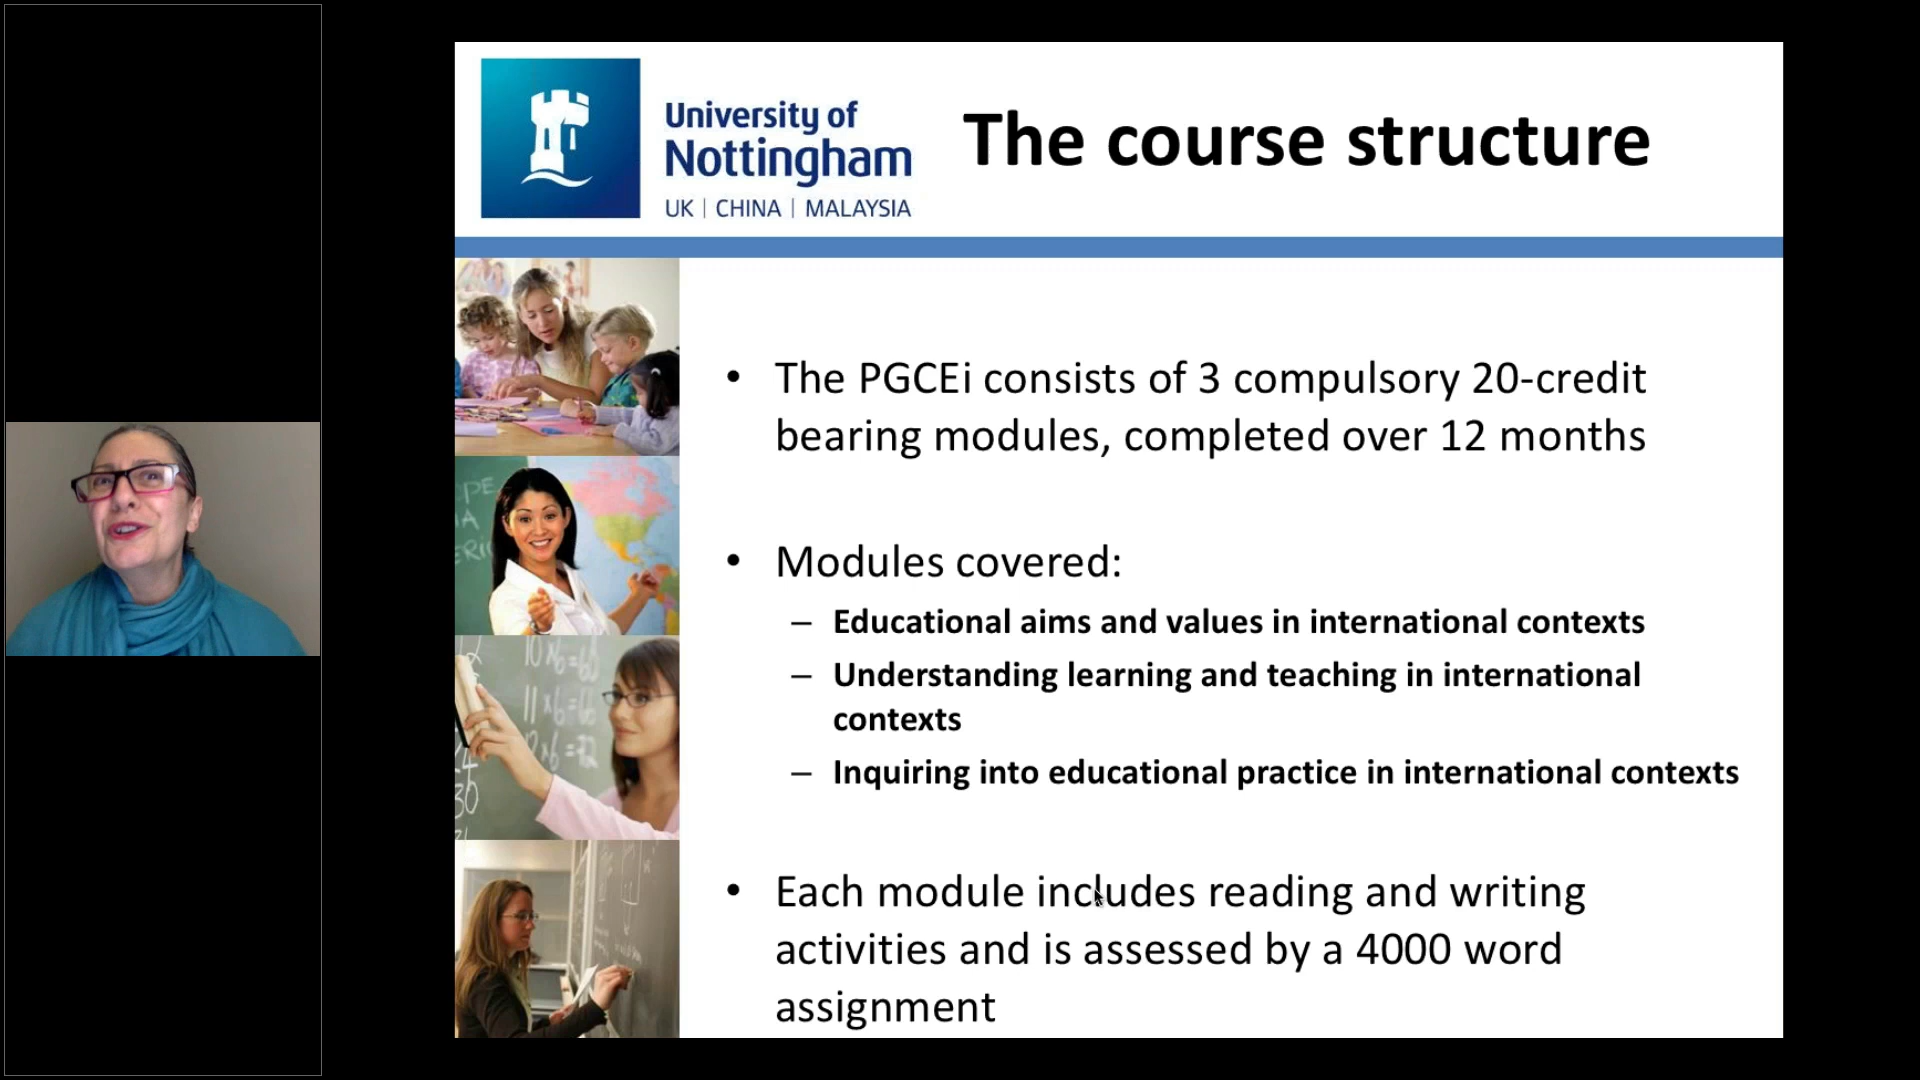 University of
Nottingham
UK | CHINA | MALAYSIA
The course structure
• The PGCEi consists of 3 compulsory 20-credit
bearing modules, completed over 12 months
• Modules covered:
– Educational aims and values in international contexts
– Understanding learning and teaching in international
contexts
– Inquiring into educational practice in international contexts
• Each module includes reading and writing
activities and is assessed by a 4000 word
assignment